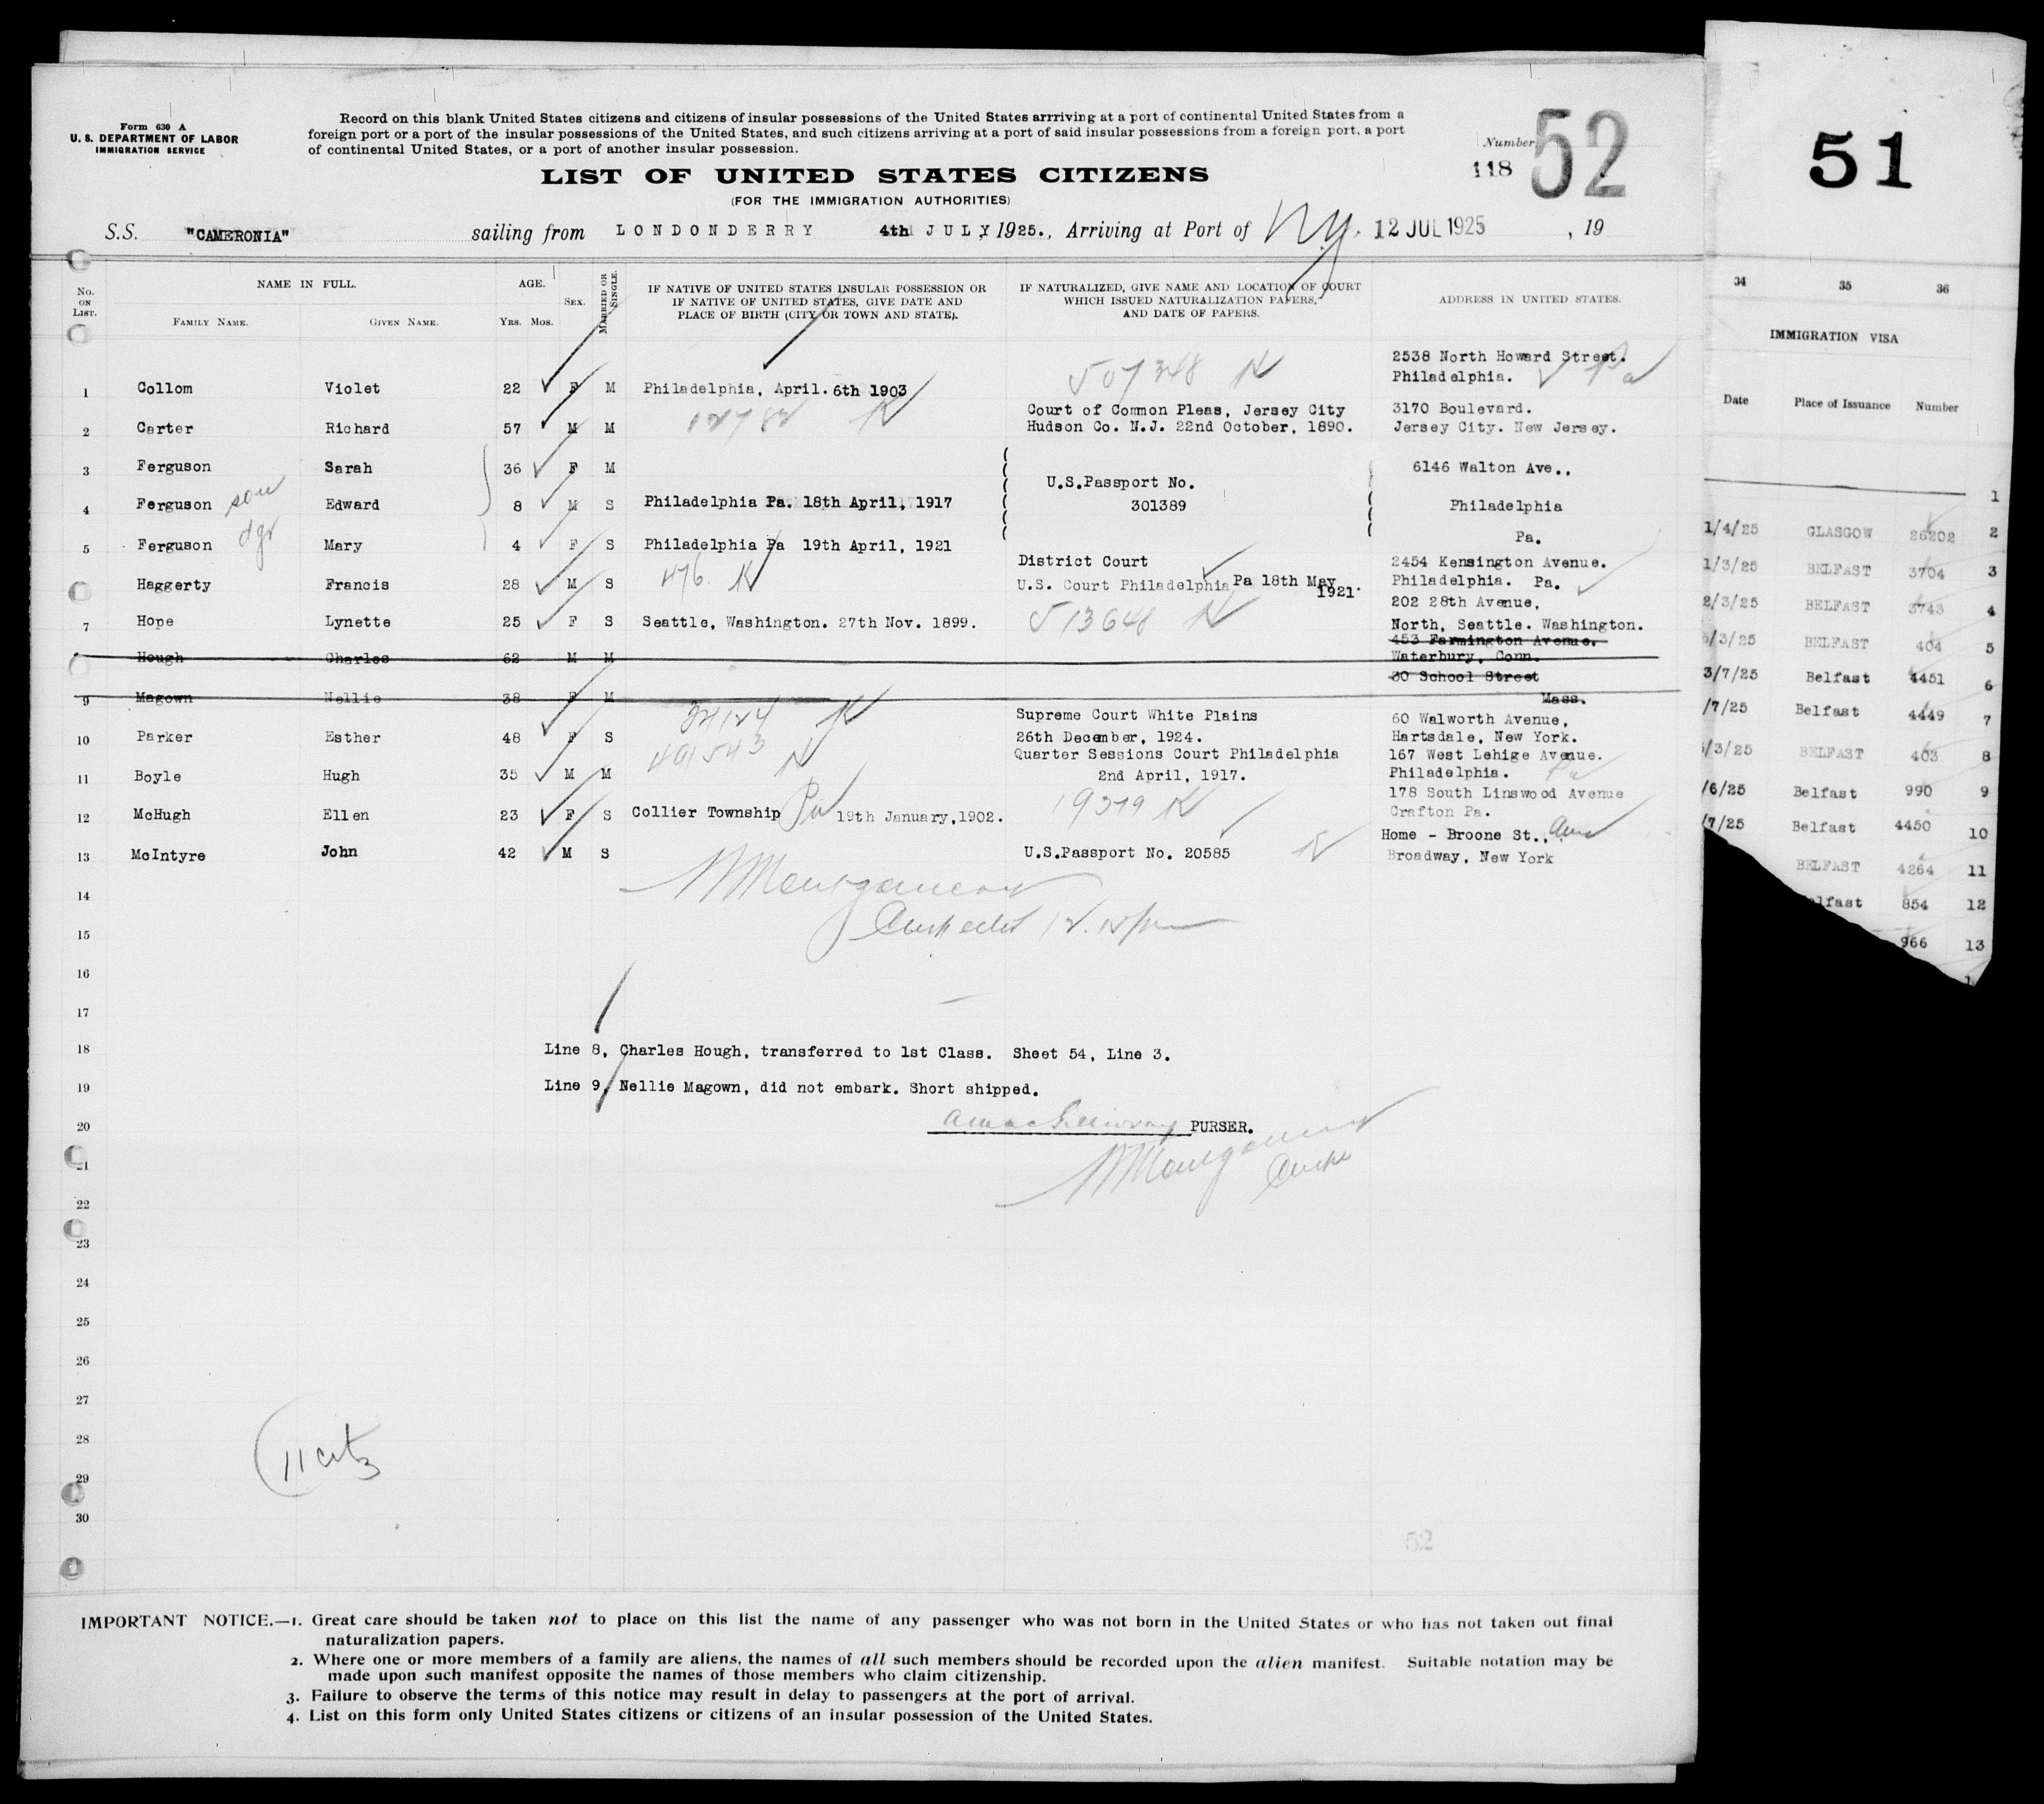 Form 630 A
U. S. DEPARTMENT OF LABOR
IMMIGRATION SERVICE
Record on this blank United States citizens and citizens of insular possessions of the United States arrriving at a port of continental United States from a
foreign port or a port of the insular possessions of the United States, and such citizens arriving at a port of said insular possessions from a foreign port, a port
of continental United States, or a port of another insular possession.
Number
118
52
LIST OF UNITED STATES CITIZENS
(FOR THE IMMIGRATION AUTHORITIES)
S.S. "CAMERONIA" sailing from LONDONDERRY 4th JULY, 1925., Arriving at Port of N.Y. 12 JUL 1925, 19
No. ON LIST.
NAME IN FULL.
FAMILY NAME.
GIVEN NAME.
AGE.
Yrs. Mos.
SEX.
MARRIED OR SINGLE.
IF NATIVE OF UNITED STATES INSULAR POSSESSION OR
IF NATIVE OF UNITED STATES, GIVE DATE AND
PLACE OF BIRTH (CITY OR TOWN AND STATE).
IF NATURALIZED, GIVE NAME AND LOCATION OF COURT
WHICH ISSUED NATURALIZATION PAPERS,
AND DATE OF PAPERS.
ADDRESS IN UNITED STATES.
2538 North Howard Street.
1 Collom Violet 22 F M Philadelphia, April. 6th 1903 507348 Philadelphia. Pa
12782
Court of Common Pleas, Jersey City 3170 Boulevard.
2 Carter Richard 57 M M Hudson Co. N.J. 22nd October, 1890. Jersey City. New Jersey.
3 Ferguson Sarah 36 F M 6146 Walton Ave.,
U.S.Passport No.
4 Ferguson son Edward 8 M S Philadelphia Pa. 18th April, 1917 301389 Philadelphia
Pa.
5 Ferguson dgr Mary 4 F S Philadelphia Pa 19th April, 1921
476.
District Court 2454 Kensington Avenue.
6 Haggerty Francis 28 M S U.S. Court Philadelphia Pa 18th May 1921. Philadelphia. Pa.
202 28th Avenue,
7 Hope Lynette 25 F S Seattle, Washington. 27th Nov. 1899. 513648 North, Seattle. Washington.
453 Farmington Avenue.
Hough Charles 62 M M Waterbury, Conn.
30 School Street
9 Magown Nellie 38 F M Mass.
Supreme Court White Plains 60 Walworth Avenue,
10 Parker Esther 48 F S 26th December, 1924. Hartsdale, New York.
491543
Quarter Sessions Court Philadelphia 167 West Lehige Avenue.
11 Boyle Hugh 35 M M 2nd April, 1917. Philadelphia. Pa
178 South Linswood Avenue
12 McHugh Ellen 23 F S Collier Township Pa 19th January,1902. 19379 Crafton Pa.
Home - Broone St.,
13 McIntyre John 42 M S U.S.Passport No. 20585 Broadway, New York
14
15
16
17
18 Line 8, Charles Hough, transferred to 1st Class. Sheet 54, Line 3.
19 Line 9, Nellie Magown, did not embark. Short shipped.
20 PURSER.
21
22
23
24
25
26
27
28
11 citz
29
30
52
IMPORTANT NOTICE.—1. Great care should be taken not to place on this list the name of any passenger who was not born in the United States or who has not taken out final
naturalization papers.
2. Where one or more members of a family are aliens, the names of all such members should be recorded upon the alien manifest. Suitable notation may be
made upon such manifest opposite the names of those members who claim citizenship.
3. Failure to observe the terms of this notice may result in delay to passengers at the port of arrival.
4. List on this form only United States citizens or citizens of an insular possession of the United States.
51
34 35 36
IMMIGRATION VISA
Date Place of Issuance Number
1
1/4/25 GLASGOW 26202 2
1/3/25 BELFAST 3704 3
2/3/25 BELFAST 3743 4
/3/25 BELFAST 404 5
3/7/25 Belfast 4451 6
/7/25 Belfast 4449 7
/3/25 BELFAST 403 8
/6/25 Belfast 990 9
/7/25 Belfast 4450 10
BELFAST 4264 11
elfast 854 12
966 13